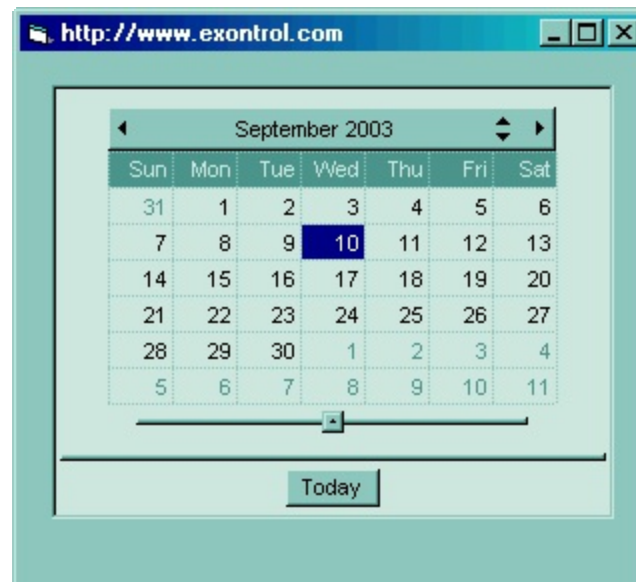 http://www.exontrol.com
September 2003
Sun Mon Tue Wed Thu Fri Sat
31 1 2 3 4 5 6
7 8 9 10 11 12 13
14 15 16 17 18 19 20
21 22 23 24 25 26 27
28 29 30 1 2 3 4
5 6 7 8 9 10 11
Today